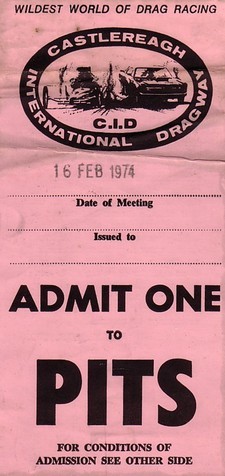 WILDEST WORLD OF DRAG RACING
CASTLEREAGH
INTERNATIONAL DRAGWAY
C.I.D
16 FEB 1974
Date of Meeting
Issued to
ADMIT ONE
TO
PITS
FOR CONDITIONS OF
ADMISSION SEE OTHER SIDE